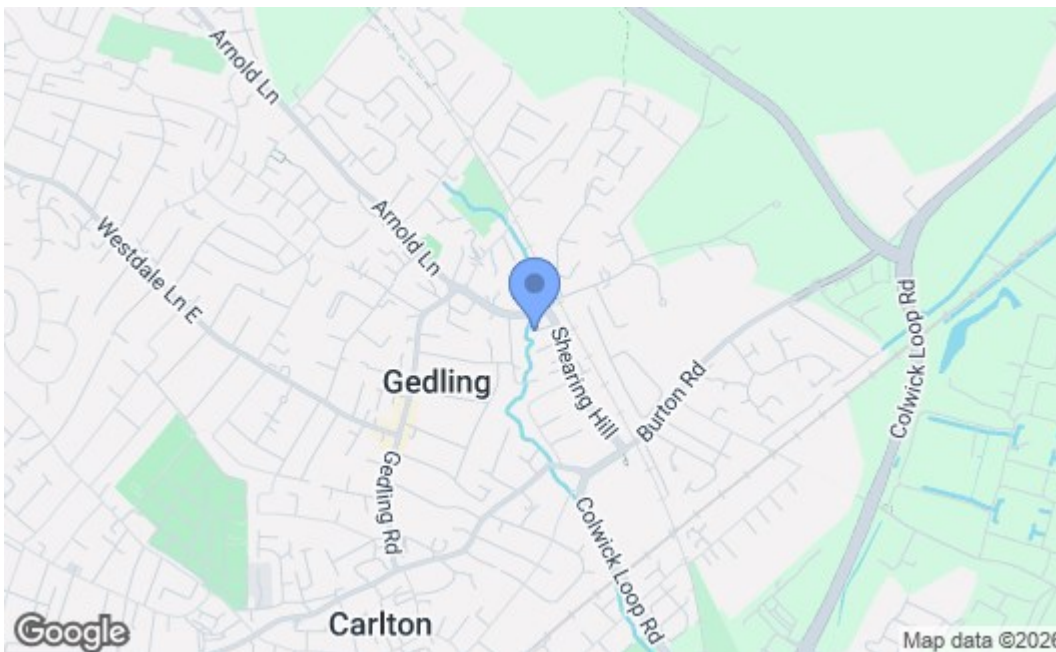 Arnold Ln
Arnold Ln
Westdale Ln E
Shearing Hill
Gedling
Burton Rd
Colwick Loop Rd
Gedling Rd
Colwick Loop Rd
Carlton
Google
Map data ©2026